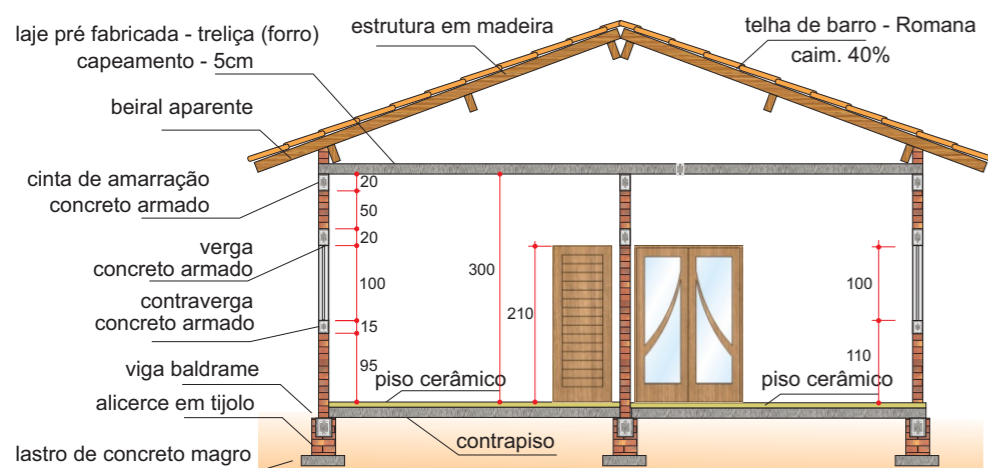 laje pré fabricada - treliça (forro)
capeamento - 5cm
estrutura em madeira
telha de barro - Romana
caim. 40%
beiral aparente
cinta de amarração
concreto armado
20
50
20
verga
concreto armado
300
100
100
210
contraverga
concreto armado
15
95
110
viga baldrame
piso cerâmico
piso cerâmico
alicerce em tijolo
contrapiso
lastro de concreto magro